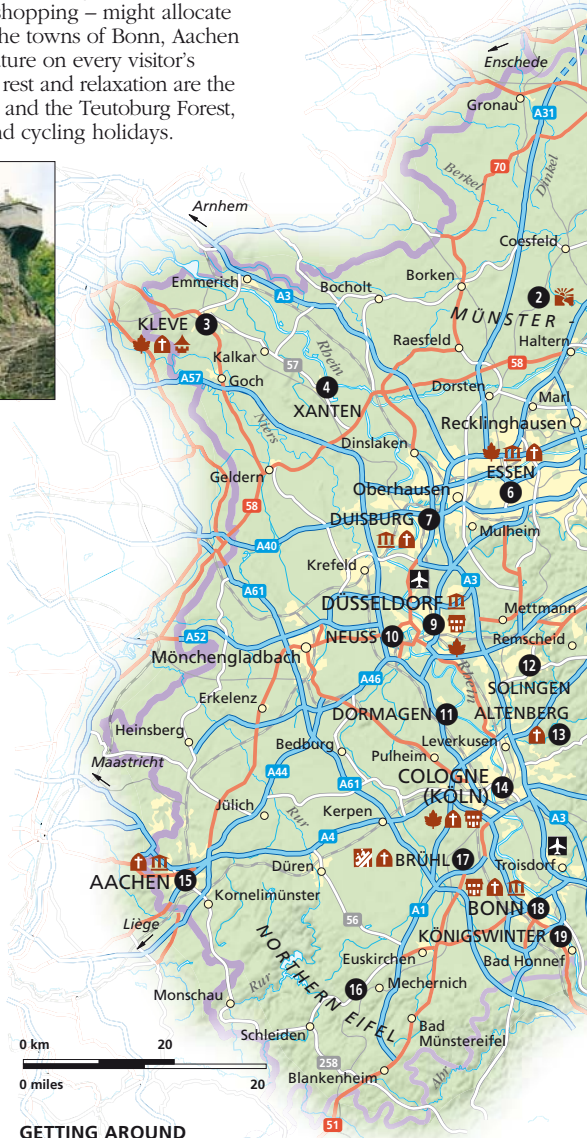 shopping – might allocate
he towns of Bonn, Aachen
ature on every visitor's
rest and relaxation are the
and the Teutoburg Forest,
nd cycling holidays.
Enschede
Gronau
A31
70
Berkel
Dinkel
Arnhem
Coesfeld
Emmerich
A3
Bocholt
Borken
2
MÜNSTER -
KLEVE 3
Rhein
Raesfeld
Haltern
Kalkar
57
58
A57
Goch
4
XANTEN
Dorsten
Marl
Niers
Recklinghausen
Dinslaken
Geldern
ESSEN
6
Oberhausen
58
DUISBURG 7
Mulheim
A40
Krefeld
A61
A3
DÜSSELDORF
9
Mettmann
A52
NEUSS 10
Remscheid
Mönchengladbach
12
SOLINGEN
Rhein
A46
Erkelenz
DORMAGEN 11
ALTENBERG
13
Heinsberg
Bedburg
Leverkusen
Maastricht
Pulheim
A44
COLOGNE
(KÖLN)
14
A61
Jülich
Rur
Kerpen
A3
A4
BRÜHL 17
Troisdorf
Düren
AACHEN 15
Kornelimünster
BONN 18
A1
56
KÖNIGSWINTER 19
Liège
Euskirchen
Bad Honnef
NORTHERN EIFEL
16
Mechernich
Rur
Monschau
Schleiden
Bad
Münstereifel
0 km 20
258
0 miles 20
Blankenheim
Ahr
51
GETTING AROUND